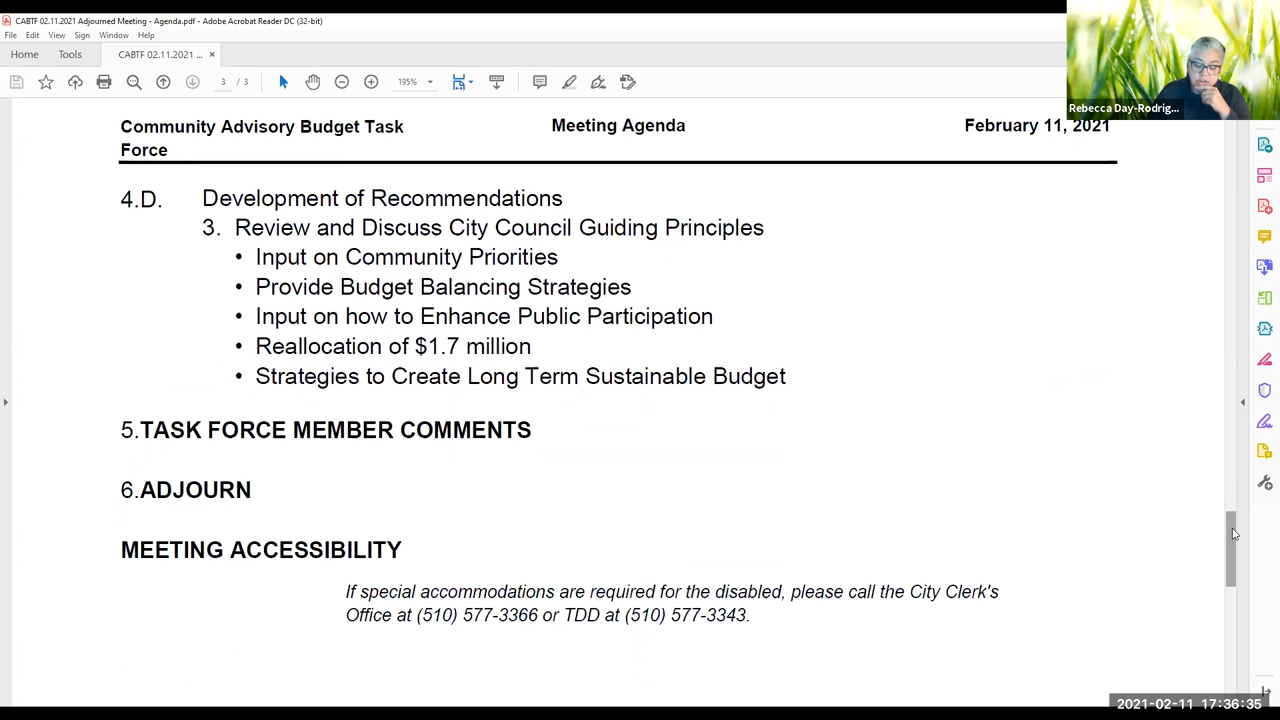 CABTF 02.11.2021 Adjourned Meeting - Agenda.pdf - Adobe Acrobat Reader DC (32-bit)
File Edit View Sign Window Help
Home Tools CABTF 02.11.2021 ... ×
3 / 3 195%
Rebecca Day-Rodrig...
Community Advisory Budget Task Meeting Agenda February 11, 2021
Force
4.D. Development of Recommendations
3. Review and Discuss City Council Guiding Principles
• Input on Community Priorities
• Provide Budget Balancing Strategies
• Input on how to Enhance Public Participation
• Reallocation of $1.7 million
• Strategies to Create Long Term Sustainable Budget
5.TASK FORCE MEMBER COMMENTS
6.ADJOURN
MEETING ACCESSIBILITY
If special accommodations are required for the disabled, please call the City Clerk's
Office at (510) 577-3366 or TDD at (510) 577-3343.
2021-02-11 17:36:35